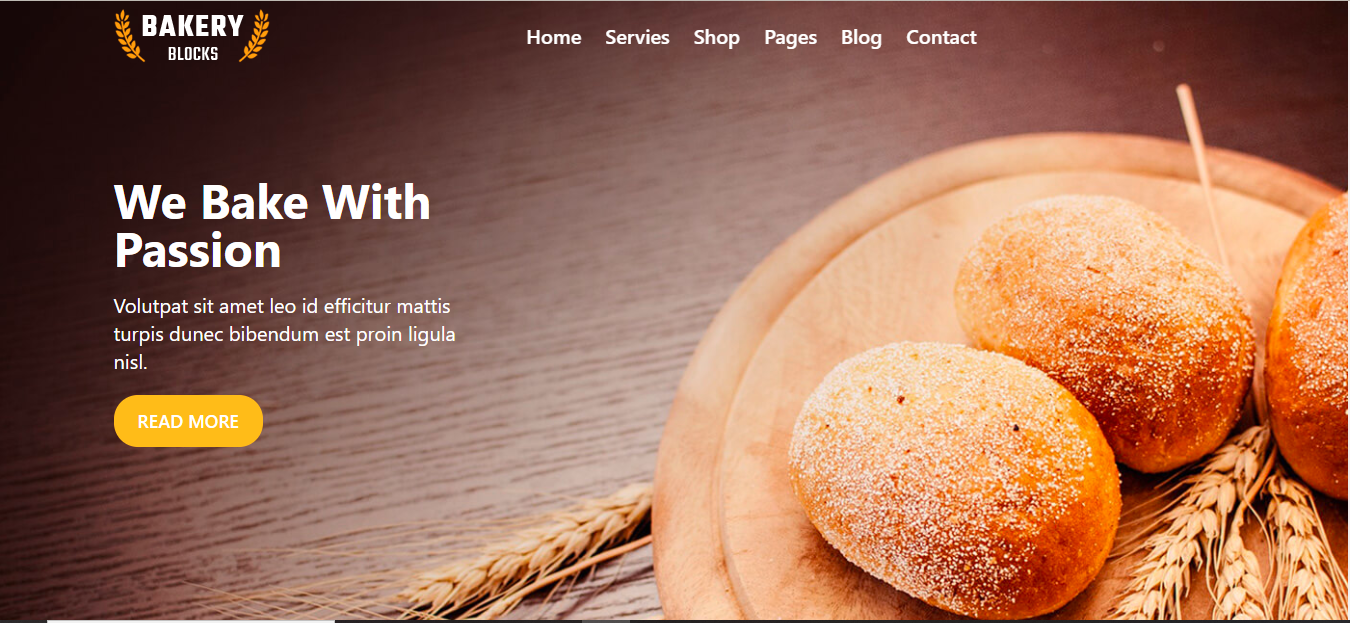 BAKERY
BLOCKS
Home Servies Shop Pages Blog Contact
We Bake With
Passion
Volutpat sit amet leo id efficitur mattis
turpis dunec bibendum est proin ligula
nisl.
READ MORE